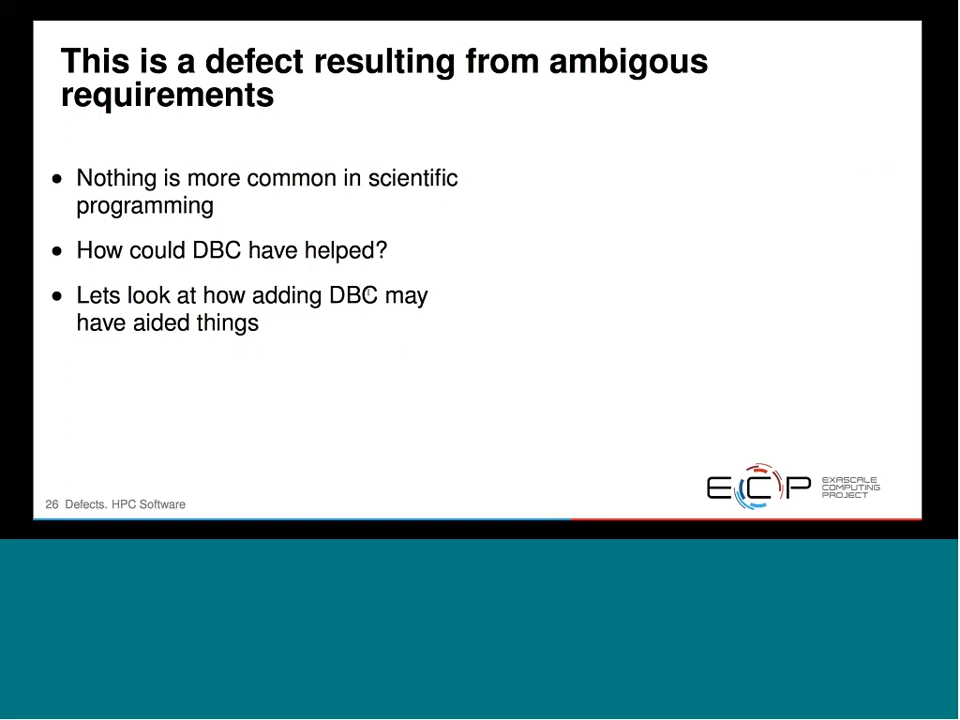 This is a defect resulting from ambigous
requirements
● Nothing is more common in scientific
programming
● How could DBC have helped?
● Lets look at how adding DBC may
have aided things
26 Defects. HPC Software
ECP
EXASCALE
COMPUTING
PROJECT